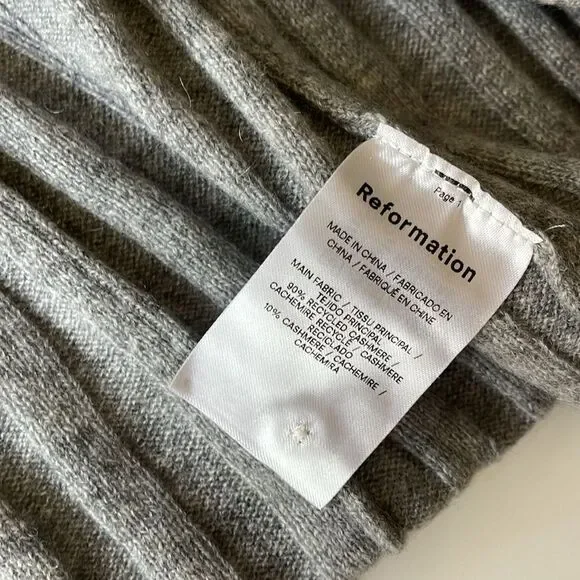 Page 1
Reformation
MADE IN CHINA / FABRICADO EN
CHINA / FABRIQUÉ EN CHINE
MAIN FABRIC / TISSU PRINCIPAL /
TEJIDO PRINCIPAL
90% RECYCLED CASHMERE /
CACHEMIRE RECYCLÉ / CASHMERE
RECICLADO
10% CASHMERE / CACHEMIRE /
CACHEMIRA